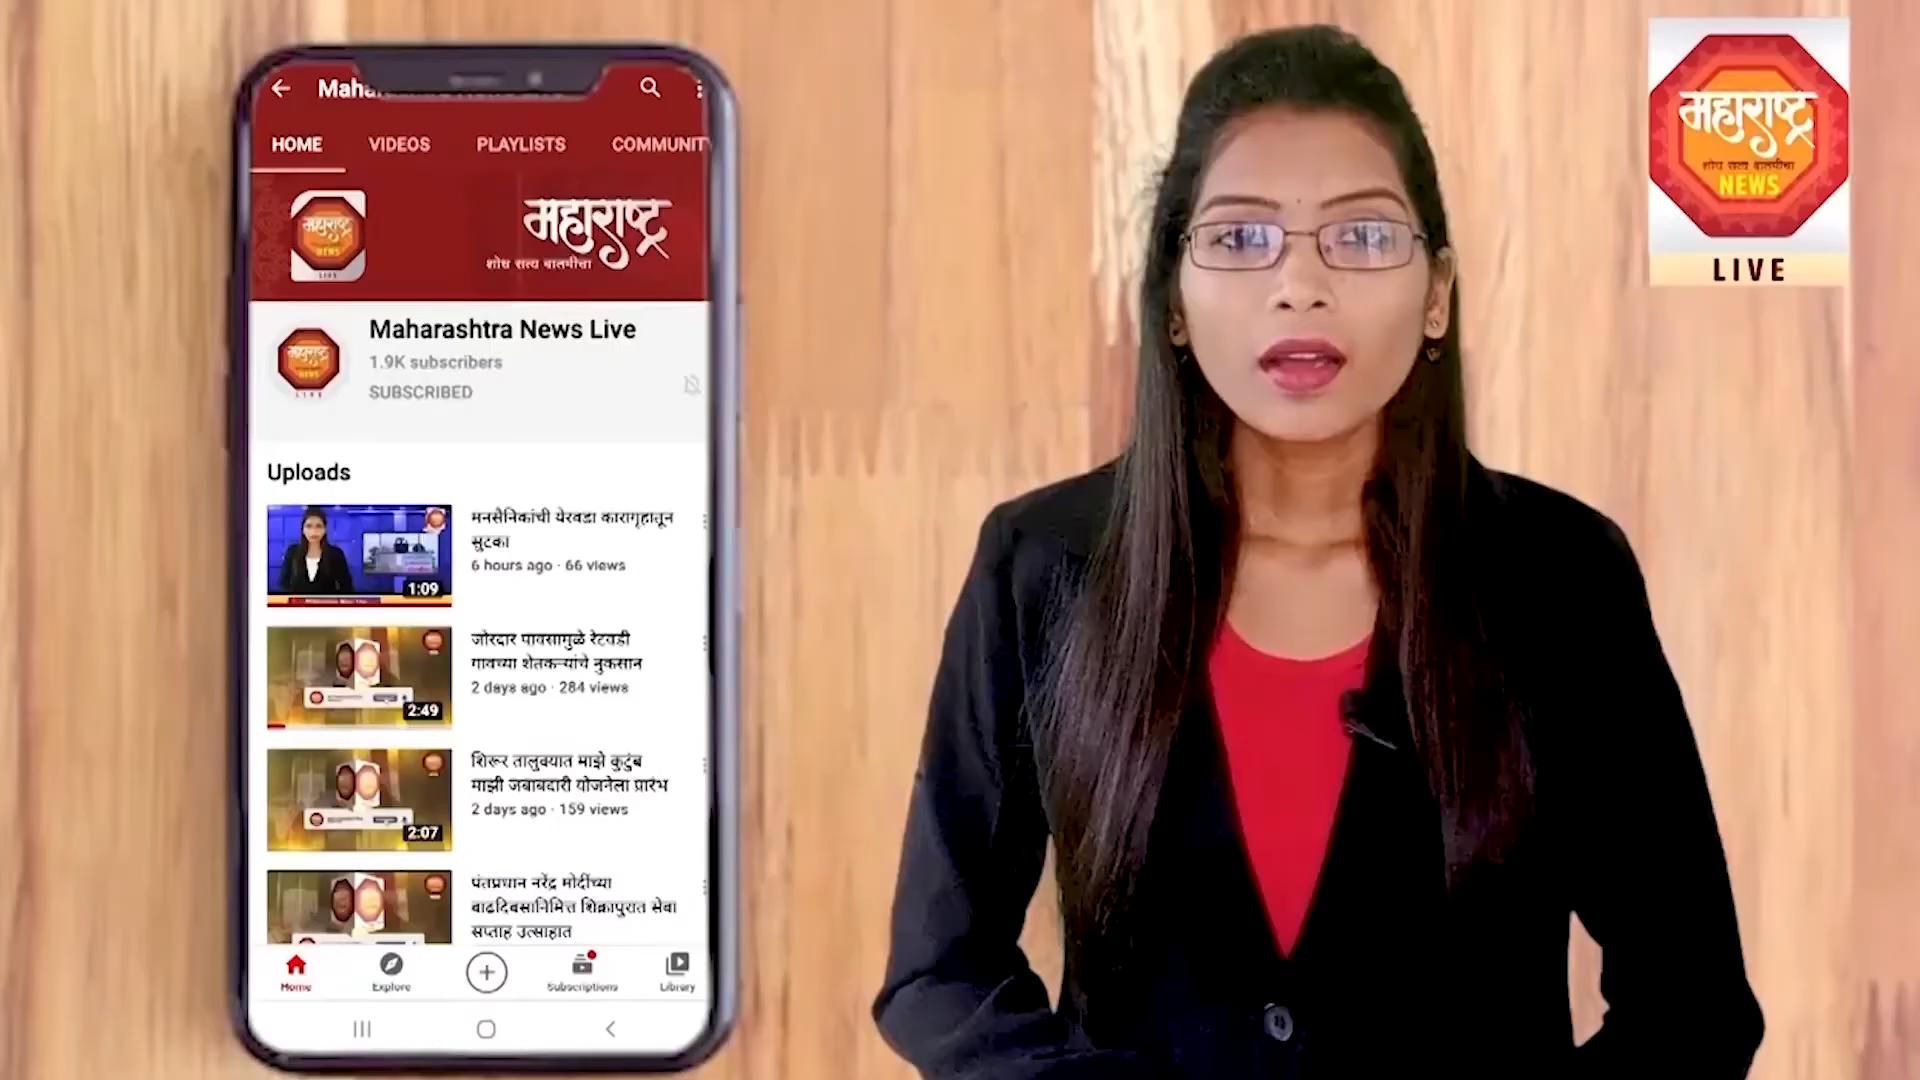 HOME VIDEOS PLAYLISTS
महाराष्ट्र
शोध सत्य बातमीचा
Maharashtra News Live
1.9K subscribers
SUBSCRIBED
Uploads
मनसैनिकांची येरवडा कारागृहातून
सुटका
6 hours ago · 66 views
1:09
जोरदार पावसामुळे रेटवडी
गावच्या शेतकऱ्यांचे नुकसान
2 days ago · 284 views
2:49
शिरूर तालुक्यात माझे कुटुंब
माझी जबाबदारी योजनेला प्रारंभ
2 days ago · 159 views
2:07
पंतप्रधान नरेंद्र मोदींच्या
वाढदिवसानिमित्त शिक्रापुरात सेवा
सप्ताह उत्साहात
Home Explore Subscriptions Library
महाराष्ट्र
शोध सत्य बातमीचा
NEWS
LIVE